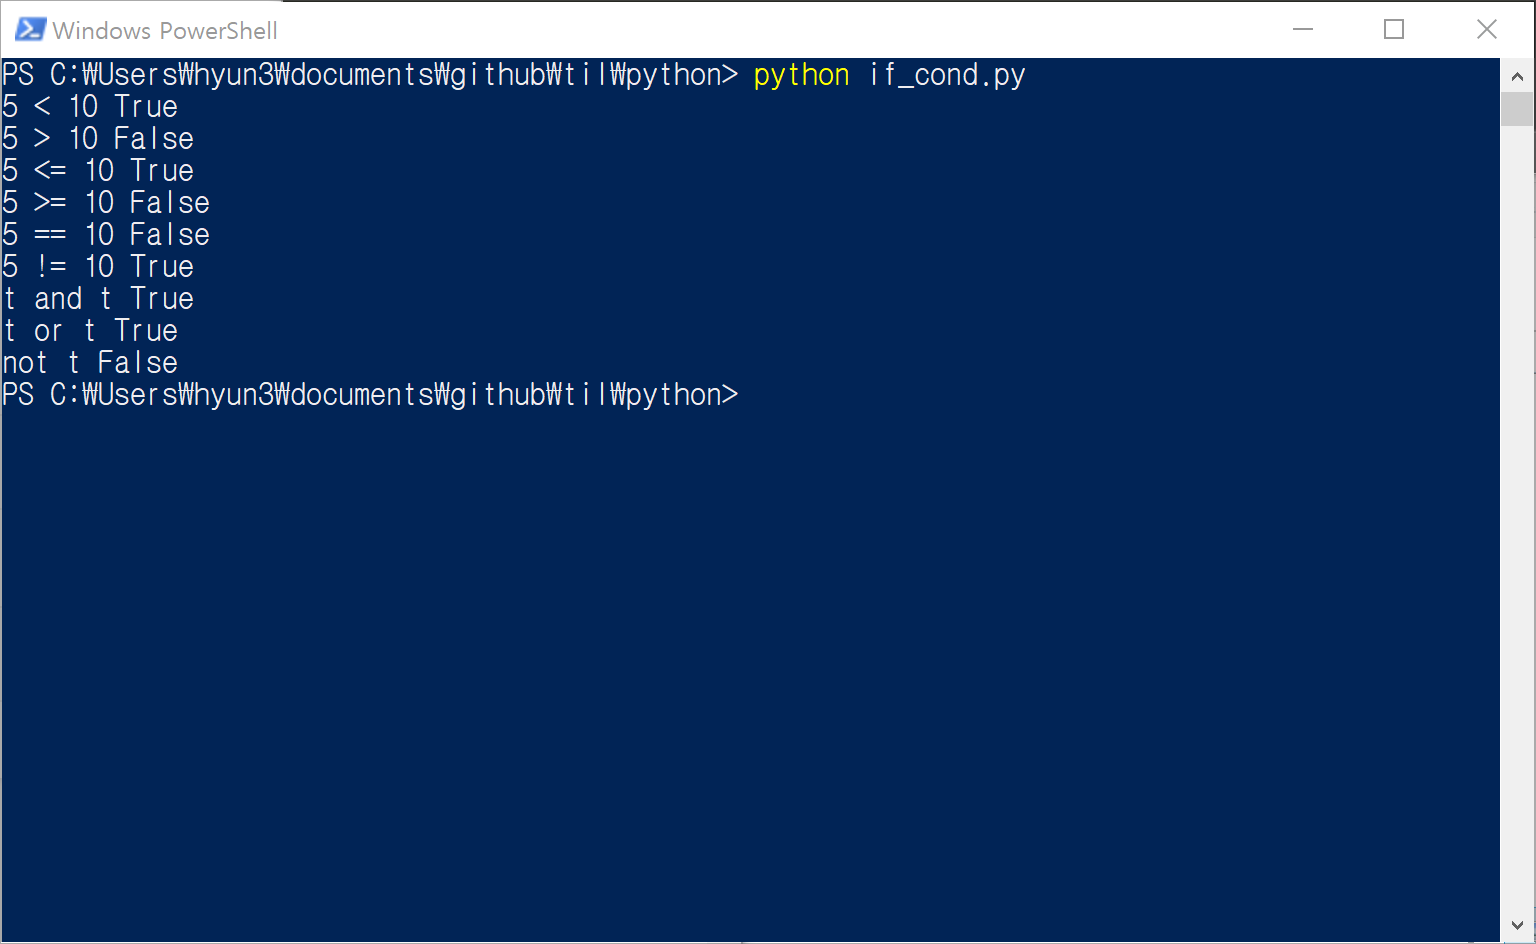 Windows PowerShell
PS C:₩Users₩hyun3₩documents₩github₩til₩python> python if_cond.py
5 < 10 True
5 > 10 False
5 <= 10 True
5 >= 10 False
5 == 10 False
5 != 10 True
t and t True
t or t True
not t False
PS C:₩Users₩hyun3₩documents₩github₩til₩python>